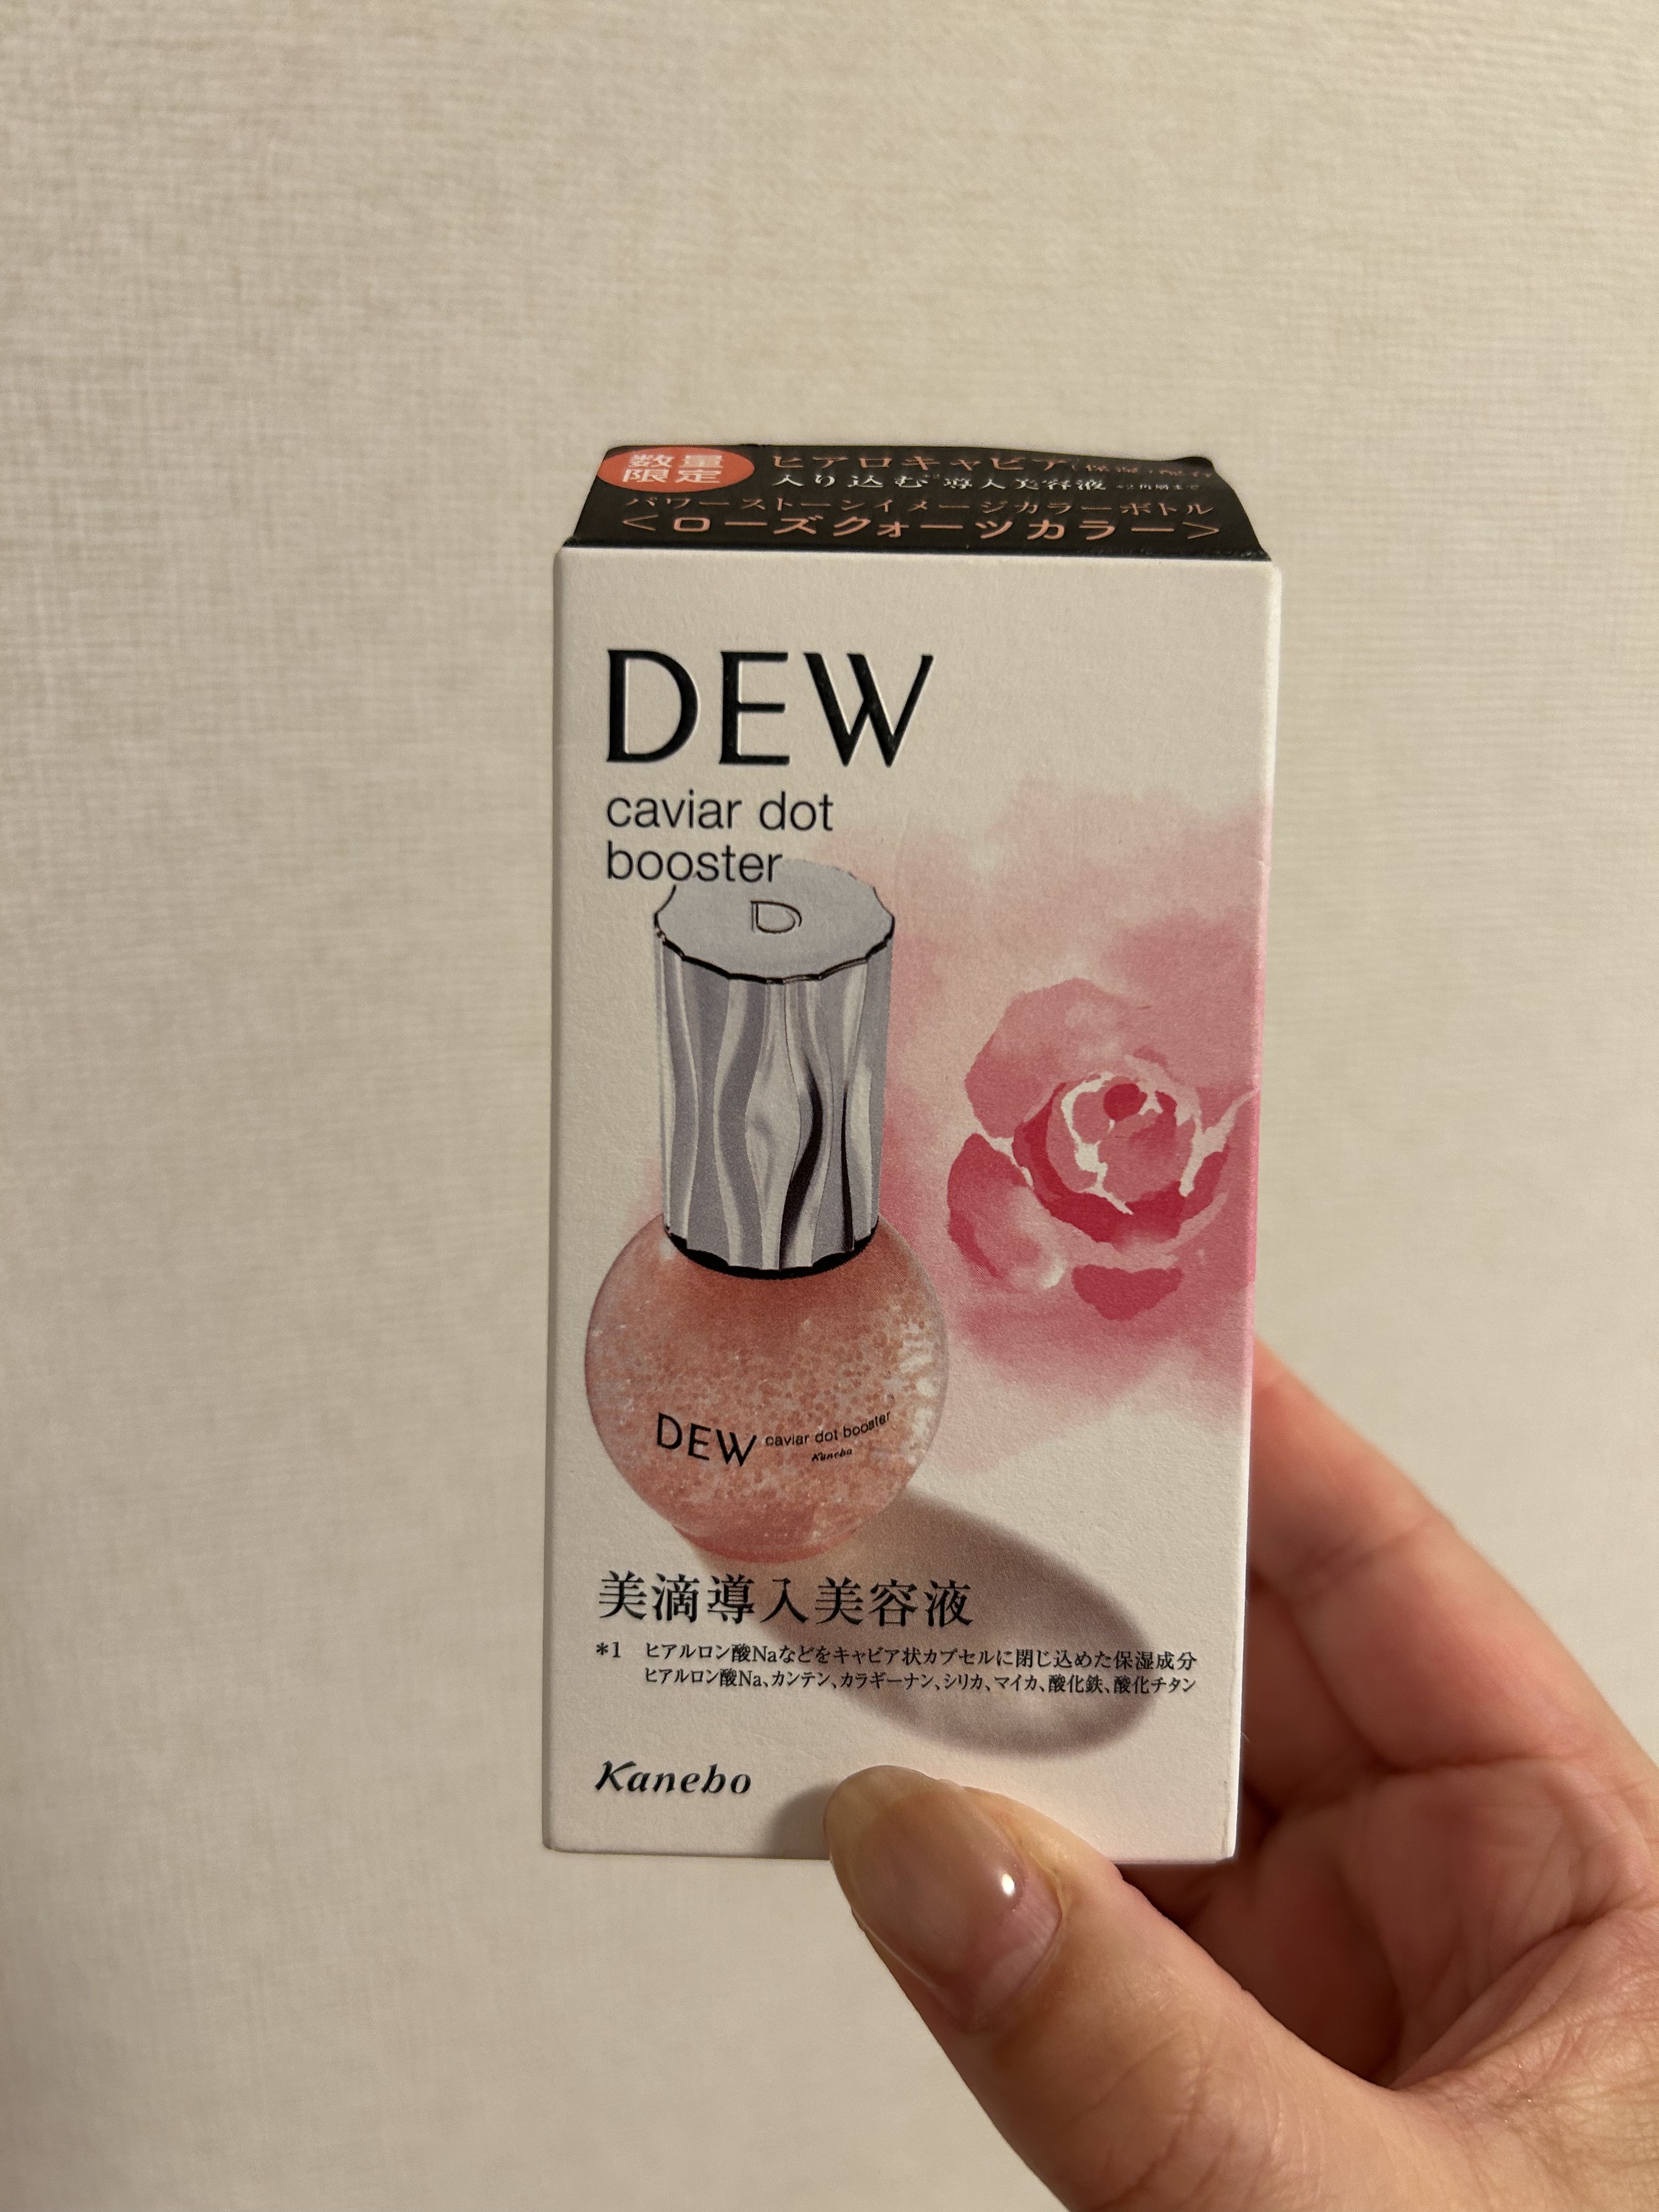 数量
限定
ヒアロキャビア
入り込む 導入美容液
パワーストーンイメージカラーボトル
<ローズクォーツカラー>
DEW
caviar dot
booster
D
DEW caviar dot booster
Kanebo
美滴導入美容液
*1 ヒアルロン酸Naなどをキャビア状カプセルに閉じ込めた保湿成分
ヒアルロン酸Na、カンテン、カラギーナン、シリカ、マイカ、酸化鉄、酸化チタン
Kanebo